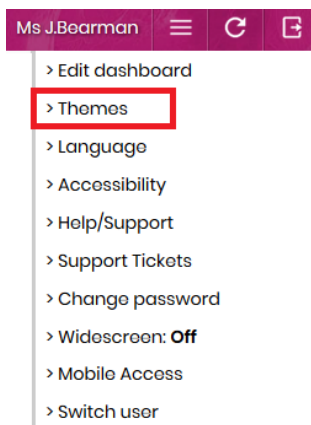 Ms J.Bearman
> Edit dashboard
> Themes
> Language
> Accessibility
> Help/Support
> Support Tickets
> Change password
> Widescreen: Off
> Mobile Access
> Switch user